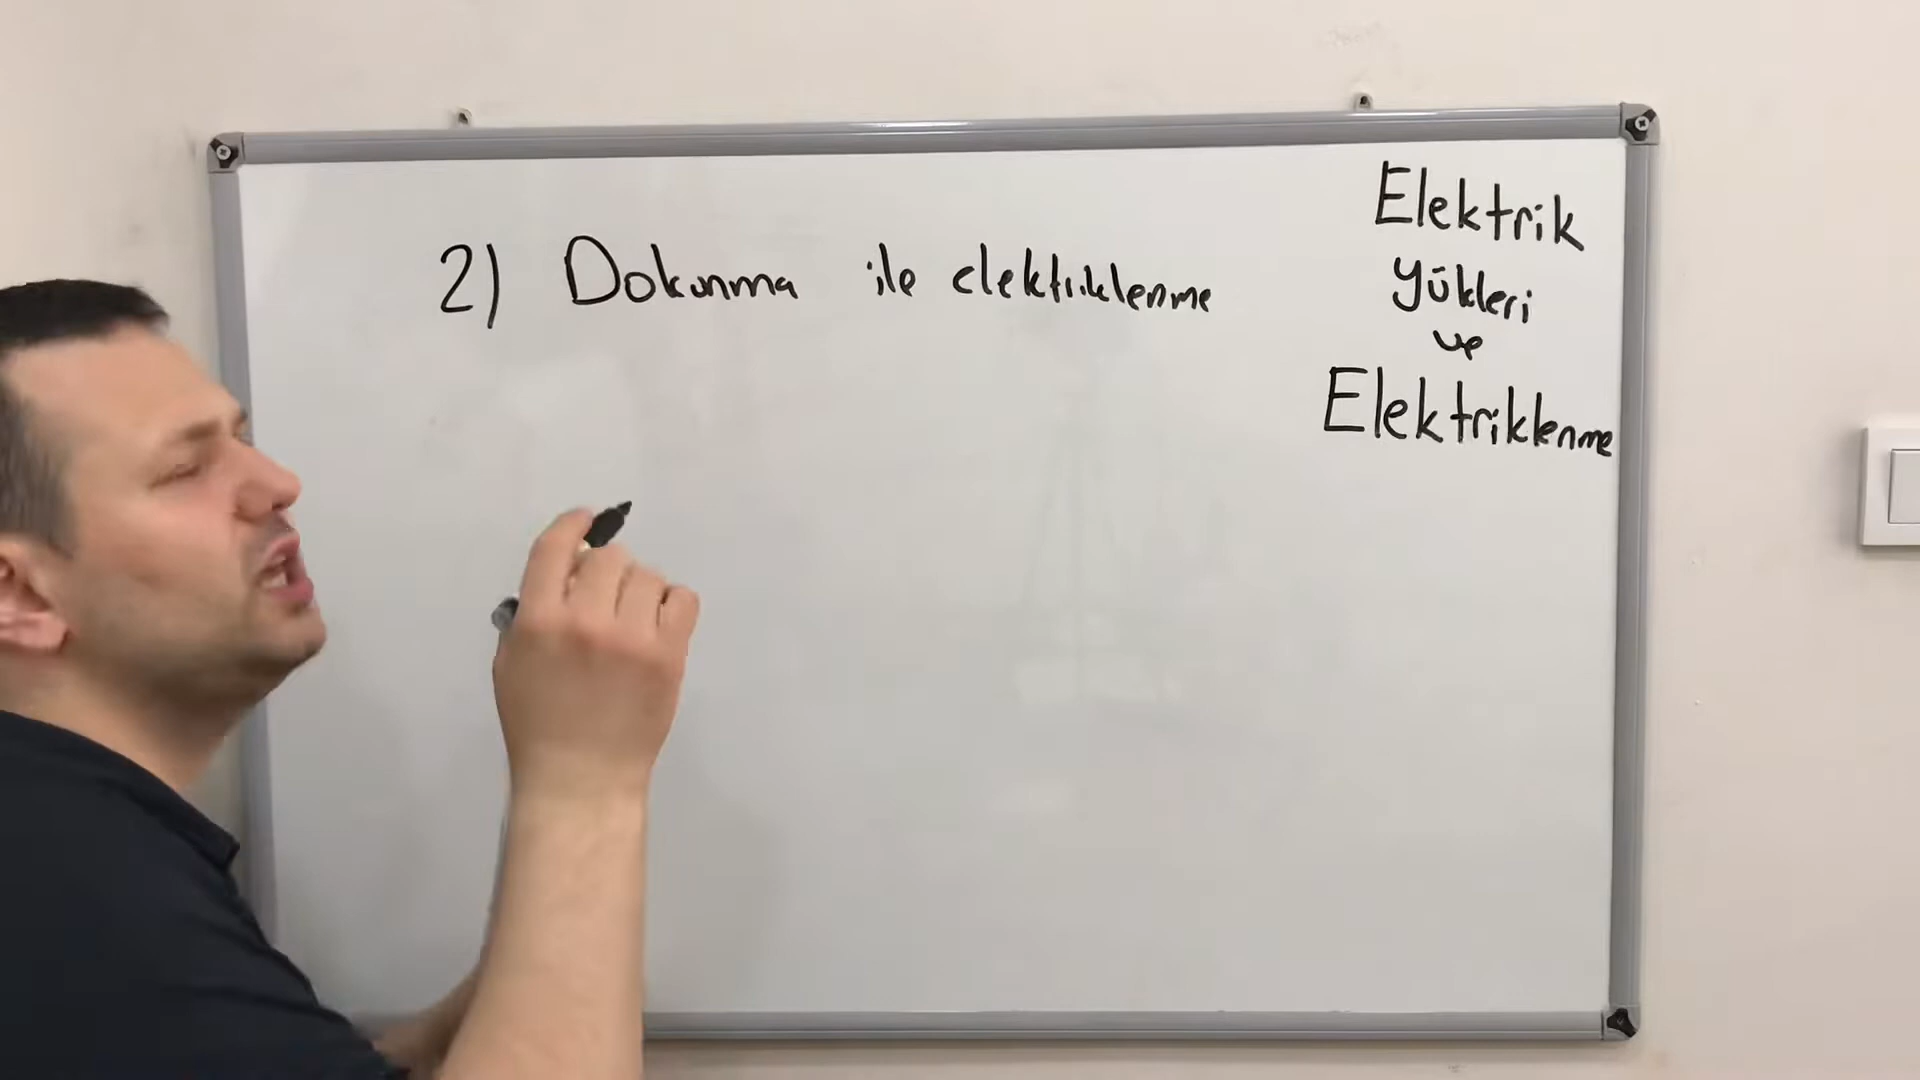 2) Dokunma ile elektriklenme
Elektrik
yükleri
ve
Elektriklenme